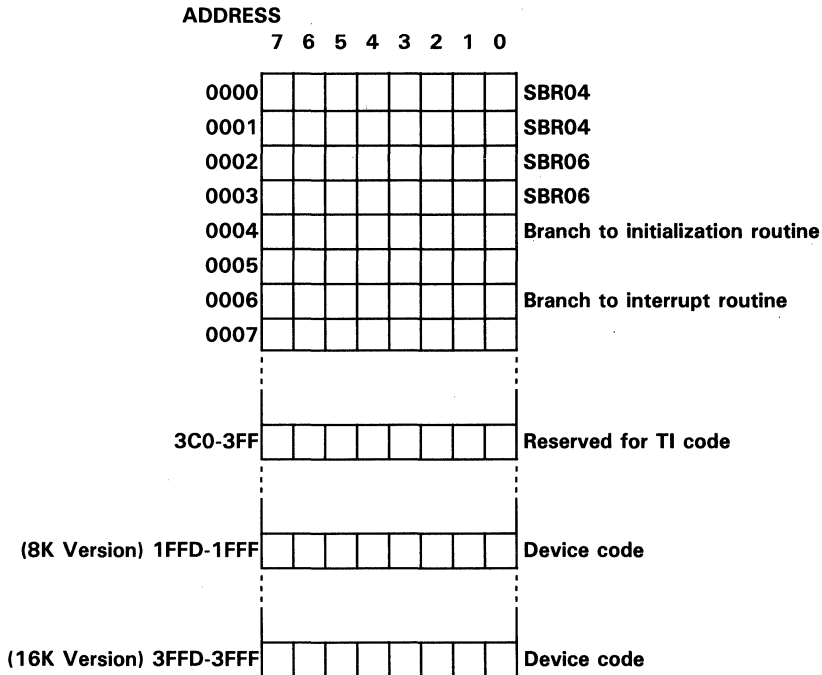 ADDRESS
7 6 5 4 3 2 1 0
0000 SBR04
0001 SBR04
0002 SBR06
0003 SBR06
0004 Branch to initialization routine
0005
0006 Branch to interrupt routine
0007
3C0-3FF Reserved for TI code
(8K Version) 1FFD-1FFF Device code
(16K Version) 3FFD-3FFF Device code